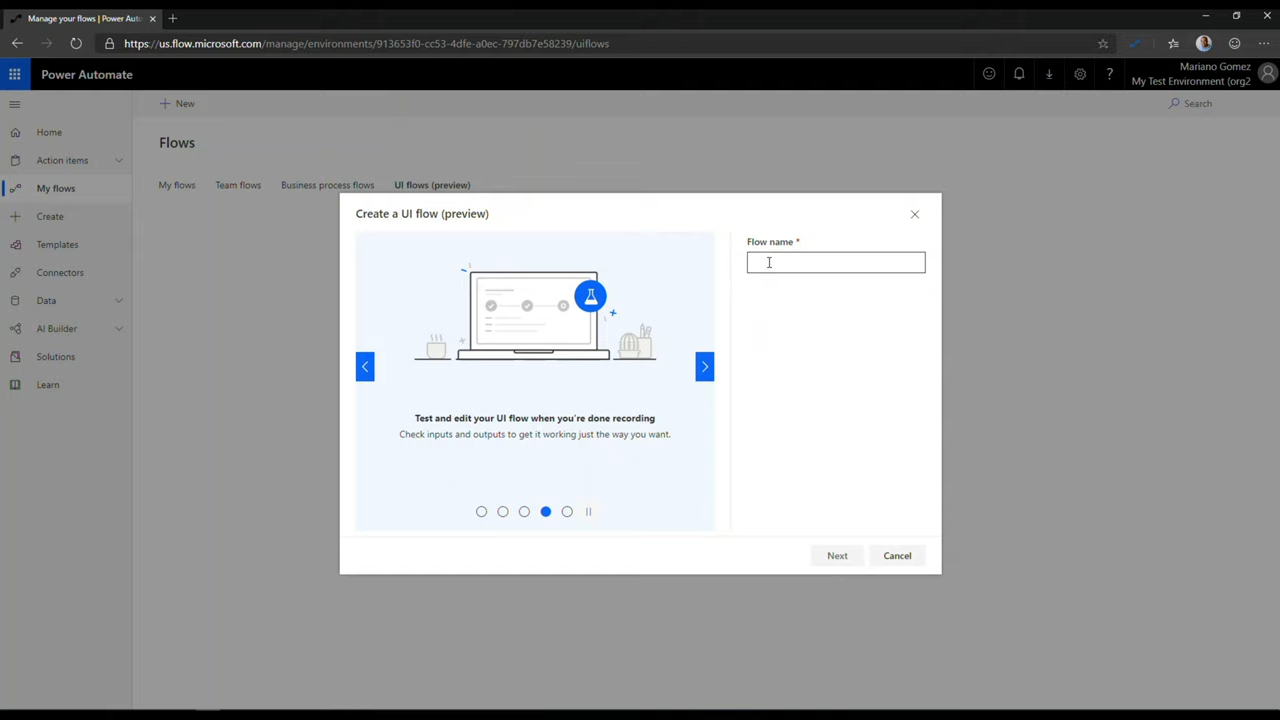 Manage your flows | Power Auto
https://us.flow.microsoft.com/manage/environments/913653f0-cc53-4dfe-a0ec-797db7e58239/uiflows
Power Automate
Mariano Gomez
My Test Environment (org2
New
Search
Home
Action items
My flows
Create
Templates
Connectors
Data
AI Builder
Solutions
Learn
Flows
My flows
Team flows
Business process flows
UI flows (preview)
Create a UI flow (preview)
Test and edit your UI flow when you're done recording
Check inputs and outputs to get it working just the way you want.
Flow name *
Next
Cancel